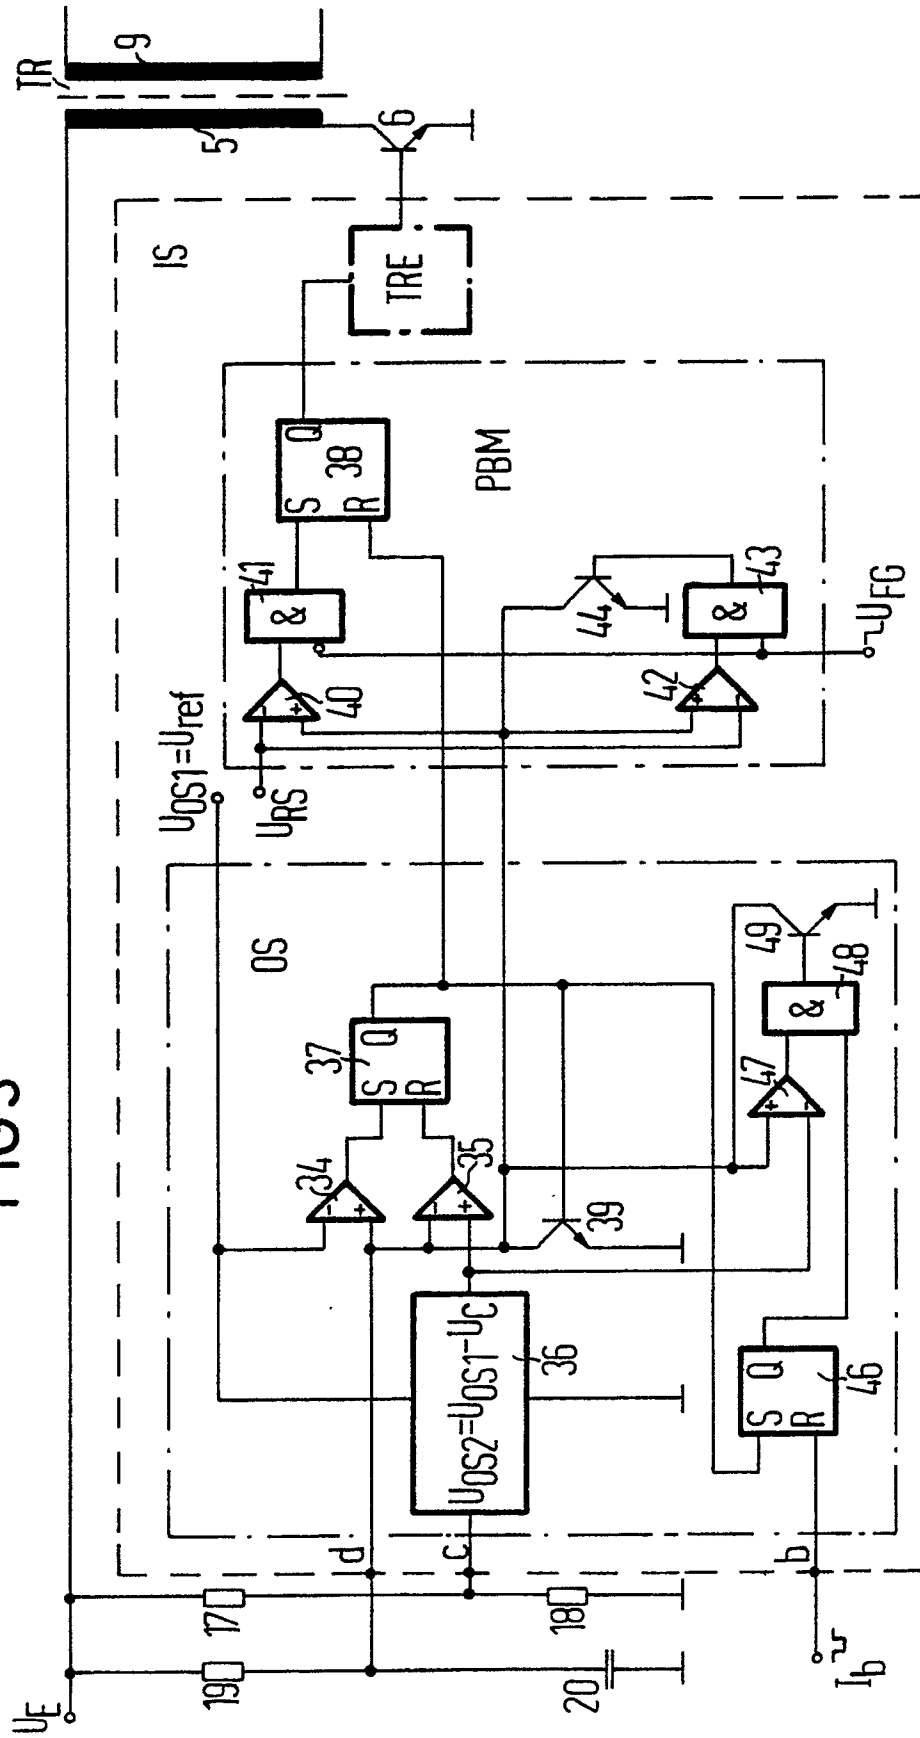 FIG 3
U_E
TR
9
5
6
IS
TRE
PBM
Q
S
38
R
41
&
40
- +
44
43
&
42
+ -
U_FG
U_OS1=U_ref
U_RS
OS
37
Q
S
R
34
- +
35
- +
39
49
48
&
47
+ -
U_OS2=U_OS1-U_C
36
Q
S
R
46
d
c
b
17
18
19
20
I_b